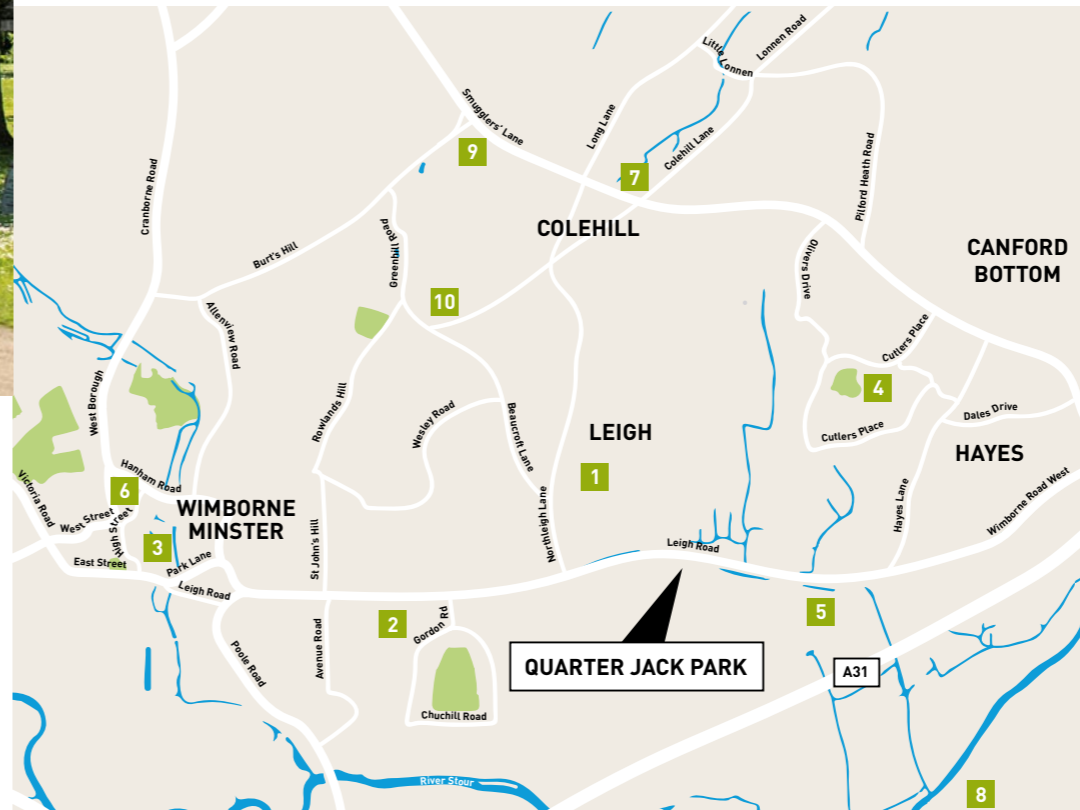 Little Lonnen
Lonnen Road
Smugglers' Lane
Long Lane
9
7
Colehill Lane
Pilford Heath Road
Cranborne Road
COLEHILL
Greenhill Road
Burt's Hill
Olivers Drive
CANFORD
BOTTOM
10
Allenview Road
Cutlers Place
West Borough
4
Rowlands Hill
Wesley Road
Beaucroft Lane
Dales Drive
LEIGH
Cutlers Place
HAYES
Victoria Road
Hanham Road
1
6
WIMBORNE
MINSTER
Hayes Lane
Wimborne Road West
West Street
High Street
Northleigh Lane
St John's Hill
3
Leigh Road
East Street
Park Lane
Leigh Road
2
Gordon Rd
5
Poole Road
Avenue Road
QUARTER JACK PARK
A31
Chuchill Road
River Stour
8